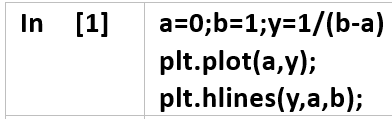 In [1] a=0;b=1;y=1/(b-a)
plt.plot(a,y);
plt.hlines(y,a,b);